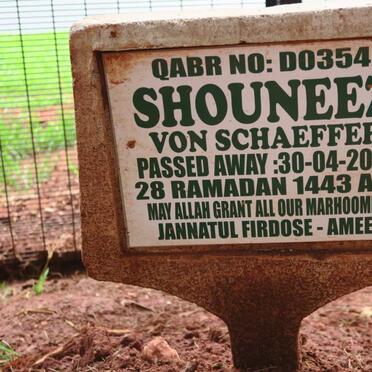 QABR NO: D0354
SHOUNEEZ
VON SCHAEFFER
PASSED AWAY :30-04-20
28 RAMADAN 1443 A
MAY ALLAH GRANT ALL OUR MARHOOM
JANNATUL FIRDOSE - AMEE